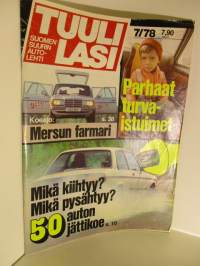 TUULI
SUOMEN
SUURIN
AUTO-
LEHTI
LASI
7/78 7,90
Parhaat
turva-
istuimet
Koeajo: s. 30
Mersun farmari
Mikä kiihtyy?
Mikä pysähtyy?
50 auton
jättikoe s. 10